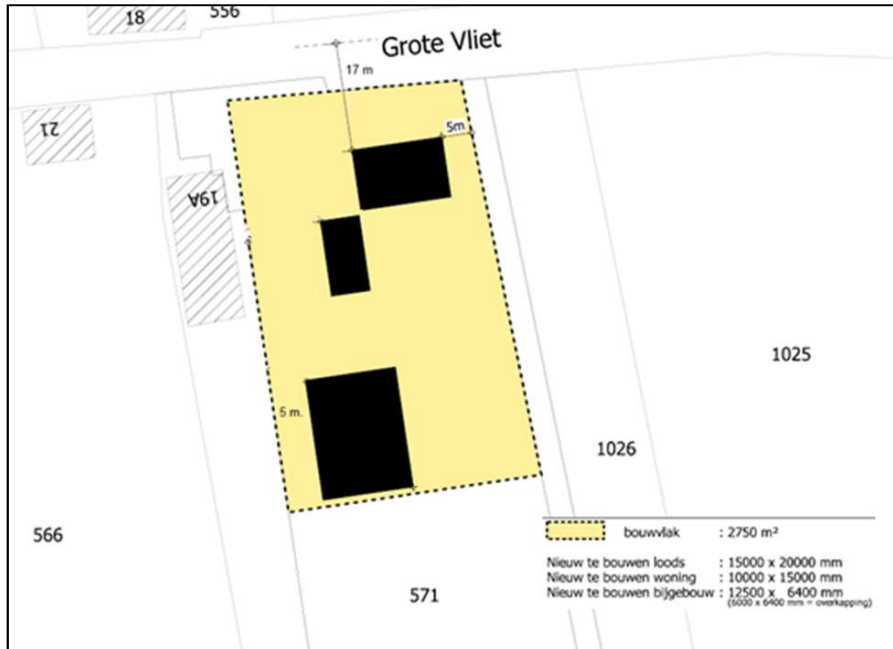 18
556
Grote Vliet
17 m
21
5m
19A
1025
5 m.
1026
566
571
bouwvlak : 2750 m²
Nieuw te bouwen loods : 15000 x 20000 mm
Nieuw te bouwen woning : 10000 x 15000 mm
Nieuw te bouwen bijgebouw : 12500 x 6400 mm
(6000 x 6400 mm = overkapping)